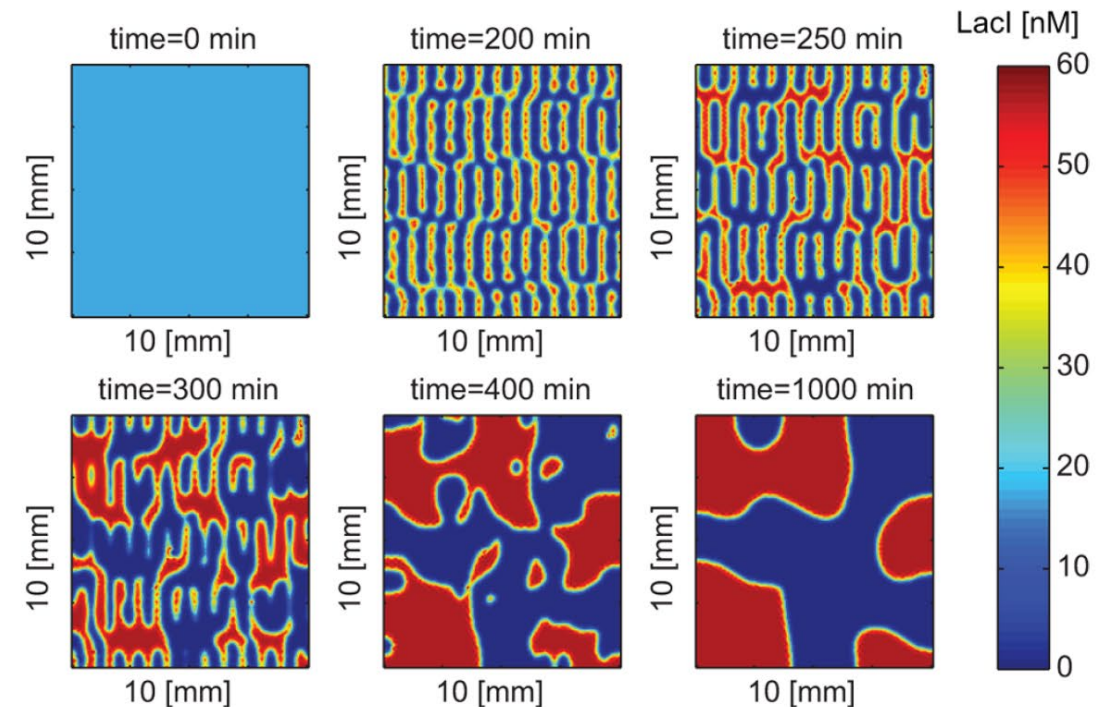 LacI [nM]
time=0 min
time=200 min
time=250 min
10 [mm]
10 [mm]
10 [mm]
10 [mm]
10 [mm]
10 [mm]
time=300 min
time=400 min
time=1000 min
10 [mm]
10 [mm]
10 [mm]
10 [mm]
10 [mm]
10 [mm]
60
50
40
30
20
10
0